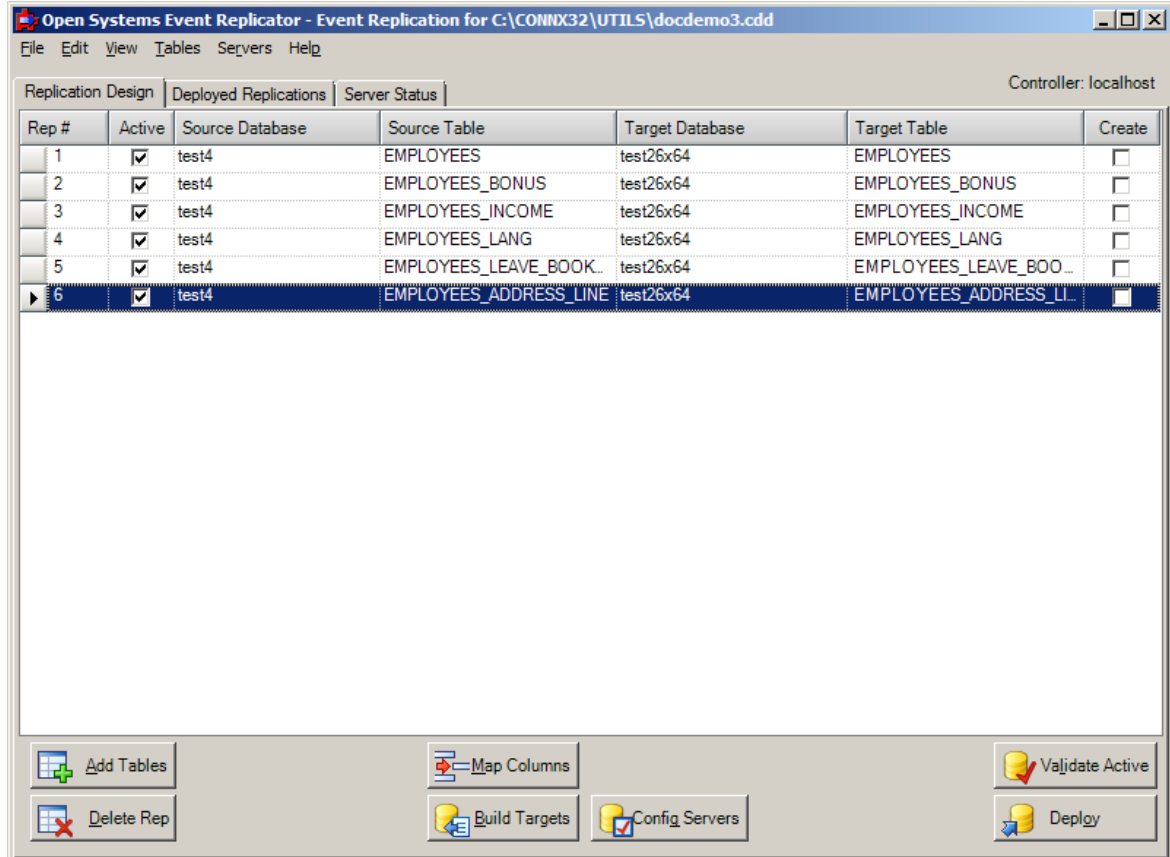 Open Systems Event Replicator - Event Replication for C:\CONNX32\UTILS\docdemo3.cdd
File Edit View Tables Servers Help
Controller: localhost
Replication Design Deployed Replications Server Status
Rep # Active Source Database Source Table Target Database Target Table Create
1 test4 EMPLOYEES test26x64 EMPLOYEES
2 test4 EMPLOYEES_BONUS test26x64 EMPLOYEES_BONUS
3 test4 EMPLOYEES_INCOME test26x64 EMPLOYEES_INCOME
4 test4 EMPLOYEES_LANG test26x64 EMPLOYEES_LANG
5 test4 EMPLOYEES_LEAVE_BOOK... test26x64 EMPLOYEES_LEAVE_BOO...
6 test4 EMPLOYEES_ADDRESS_LINE test26x64 EMPLOYEES_ADDRESS_LI...
Add Tables Map Columns Validate Active
Delete Rep Build Targets Config Servers Deploy